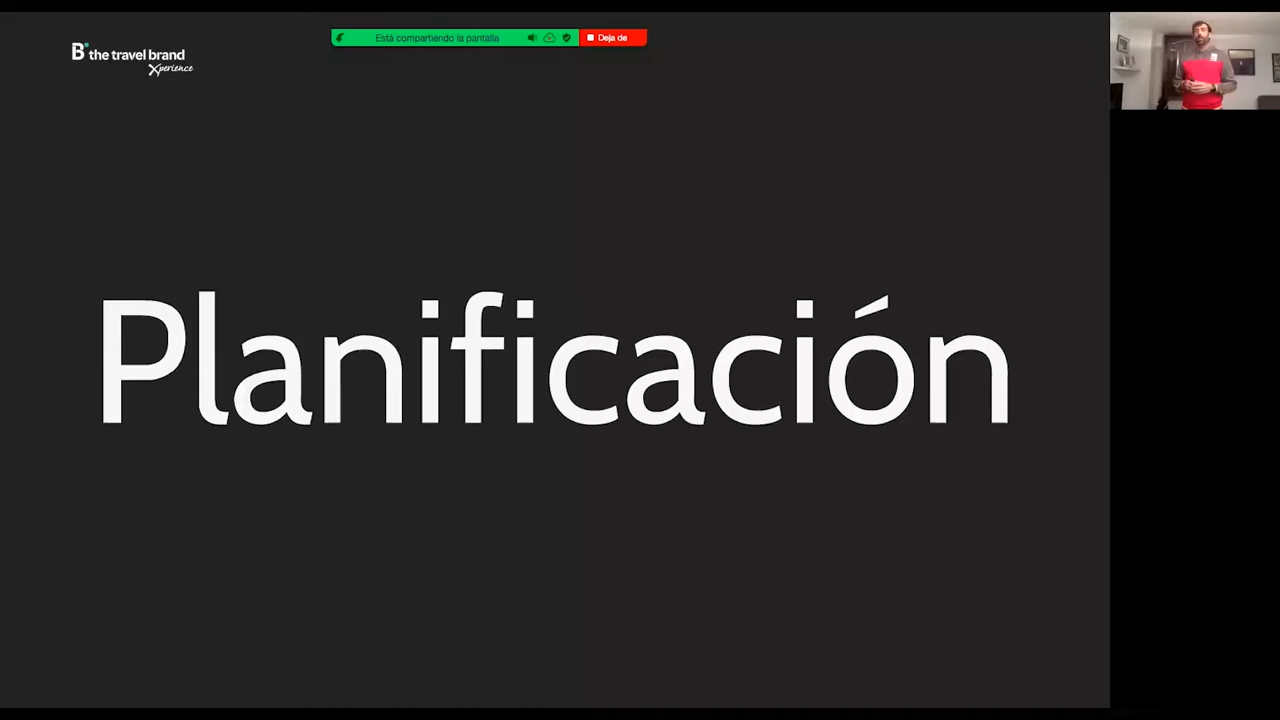 B the travel brand
Xperience
Está compartiendo la pantalla
Deja de
Planificación